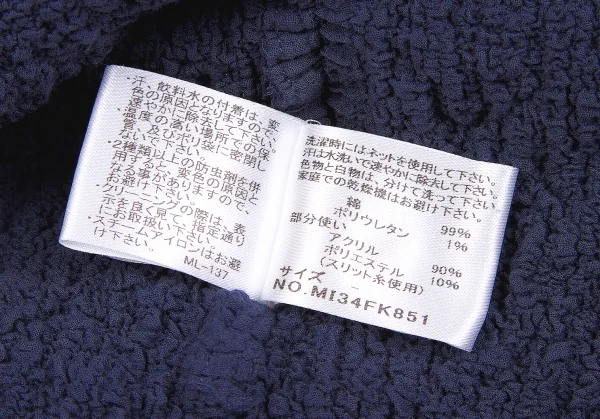 ・汗、飲料水の付着は、変
色の原因となりますので
速やかに除去して下さい。
・温度の高い場所での保
管、及びポリ袋に密閉し
ないで下さい。
・2種類以上の防虫剤を併
用すると、変色の原因と
なる事がありますので、
お避け下さい。
・クリーニングの際は、表
示を良く見て、指定通り
にお取扱い下さい。
・スチームアイロンはお避
け下さい。
ML-137
洗濯時にはネットを使用して下さい。
汗は水洗いで速やかに除去して下さい。
色物と白物は、分けて洗って下さい。
家庭での乾燥機はお避け下さい。
綿 99%
ポリウレタン 1%
部分使い
アクリル 90%
ポリエステル 10%
(スリット糸使用)
サイズ –
NO.MI34FK851